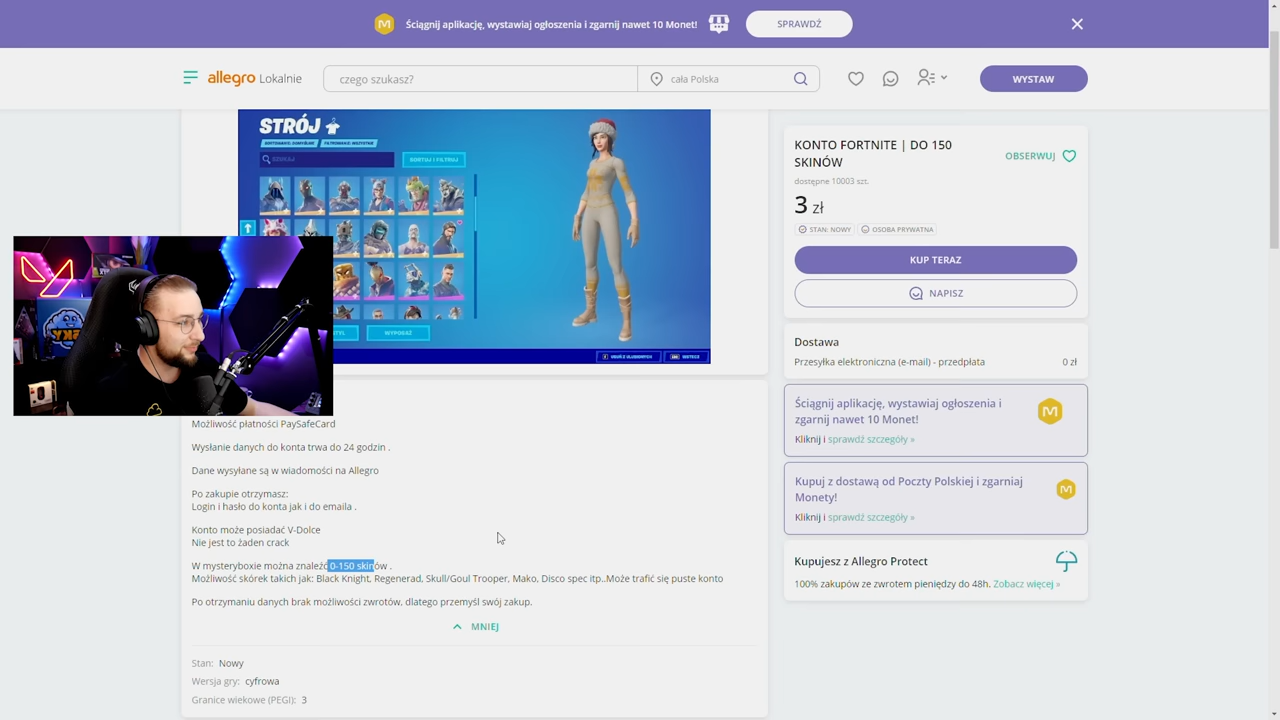 Ściągnij aplikację, wystawiaj ogłoszenia i zgarnij nawet 10 Monet!
SPRAWDŹ
allegro Lokalnie
czego szukasz?
cała Polska
WYSTAW
STRÓJ
SORTUJ I FILTRUJ
WYPOSAŻ
KONTO FORTNITE | DO 150 SKINÓW
OBSERWUJ
dostępne 10003 szt.
3 zł
STAN: NOWY
OSOBA PRYWATNA
KUP TERAZ
NAPISZ
Dostawa
Przesyłka elektroniczna (e-mail) - przedpłata 0 zł
Ściągnij aplikację, wystawiaj ogłoszenia i
zgarnij nawet 10 Monet!
Kliknij i sprawdź szczegóły »
Kupuj z dostawą od Poczty Polskiej i zgarniaj
Monety!
Kliknij i sprawdź szczegóły »
Kupujesz z Allegro Protect
100% zakupów ze zwrotem pieniędzy do 48h. Zobacz więcej »
Możliwość płatności PaySafeCard
Wysłanie danych do konta trwa do 24 godzin .
Dane wysyłane są w wiadomości na Allegro
Po zakupie otrzymasz:
Login i hasło do konta jak i do emaila .
Konto może posiadać V-Dolce
Nie jest to żaden crack
W mysteryboxie można znaleźć 0-150 skinów .
Możliwość skórek takich jak: Black Knight, Regenerad, Skull/Goul Trooper, Mako, Disco spec itp..Może trafić się puste konto
Po otrzymaniu danych brak możliwości zwrotów, dlatego przemyśl swój zakup.
MNIEJ
Stan: Nowy
Wersja gry: cyfrowa
Granice wiekowe (PEGI): 3